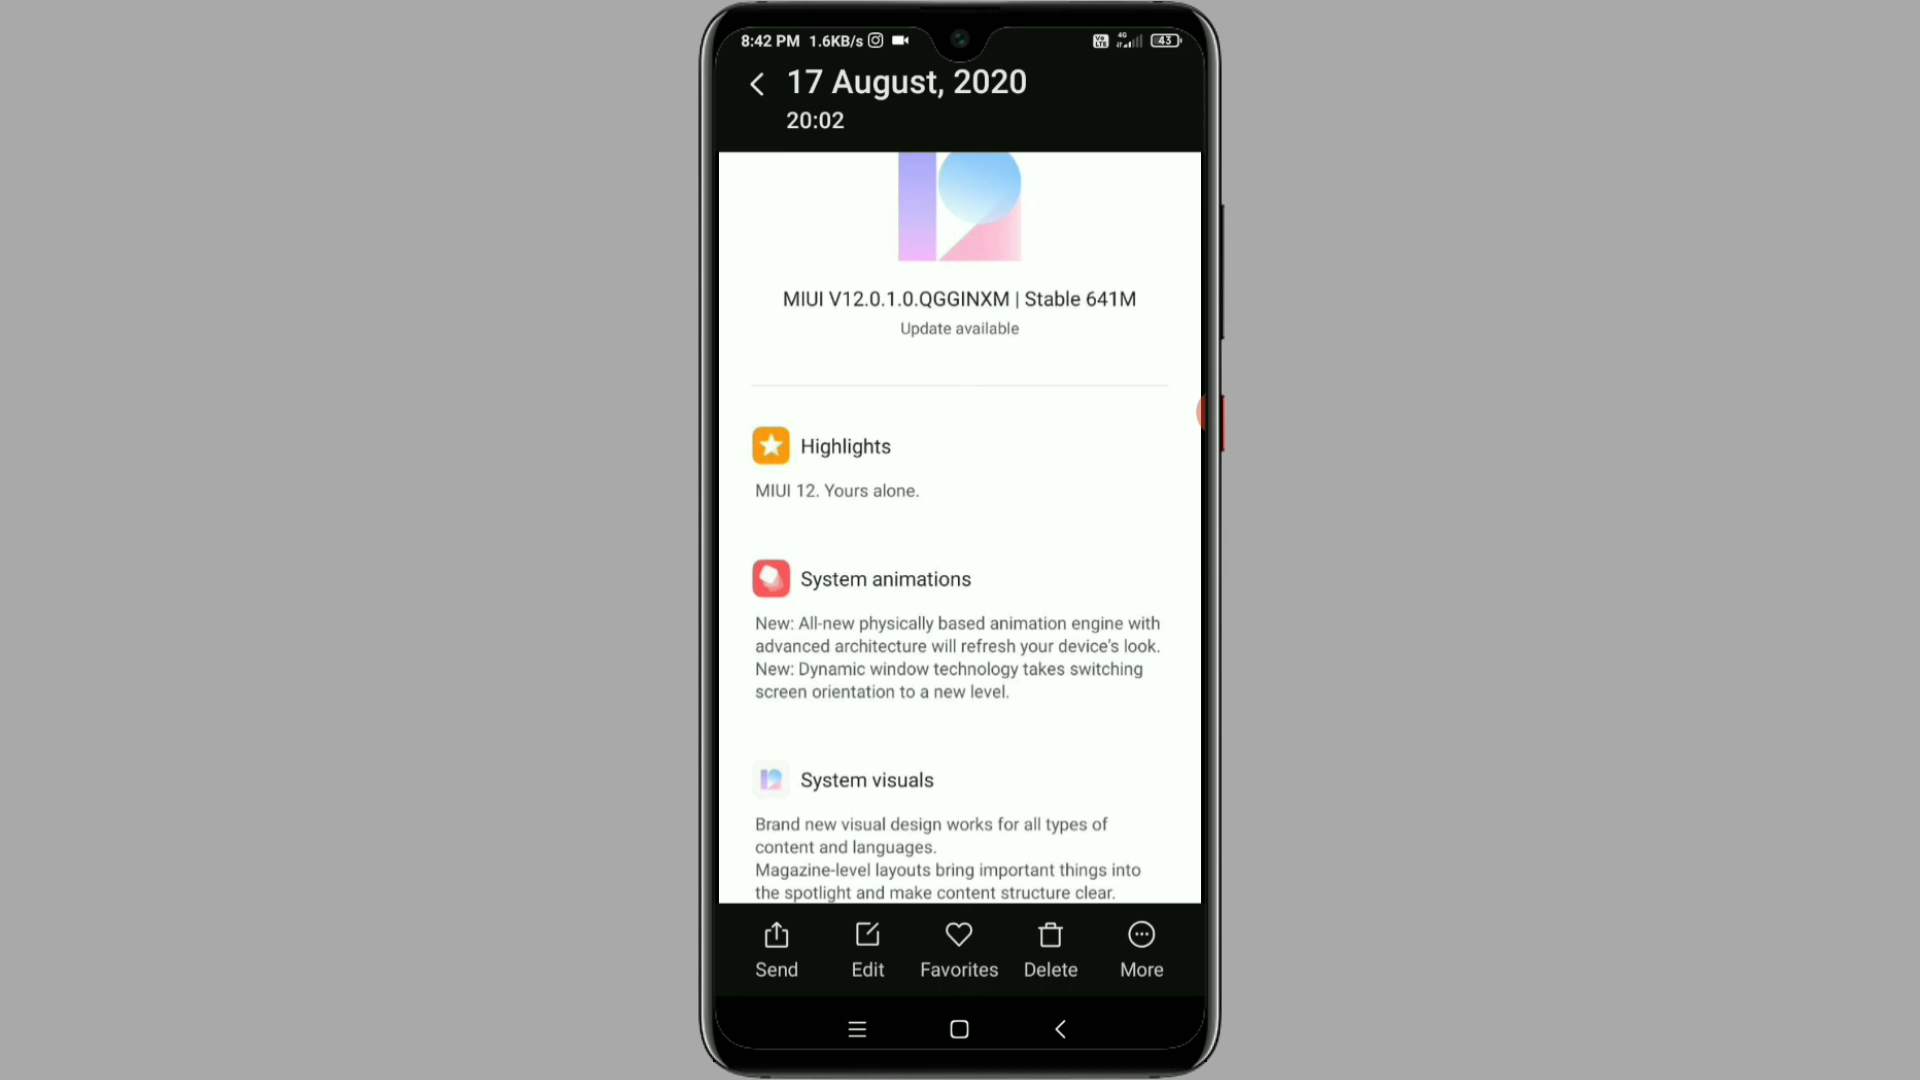 8:42 PM 1.6KB/s
Vo LTE 4G 43
17 August, 2020
20:02
MIUI V12.0.1.0.QGGINXM | Stable 641M
Update available
Highlights
MIUI 12. Yours alone.
System animations
New: All-new physically based animation engine with
advanced architecture will refresh your device's look.
New: Dynamic window technology takes switching
screen orientation to a new level.
System visuals
Brand new visual design works for all types of
content and languages.
Magazine-level layouts bring important things into
the spotlight and make content structure clear.
Send Edit Favorites Delete More